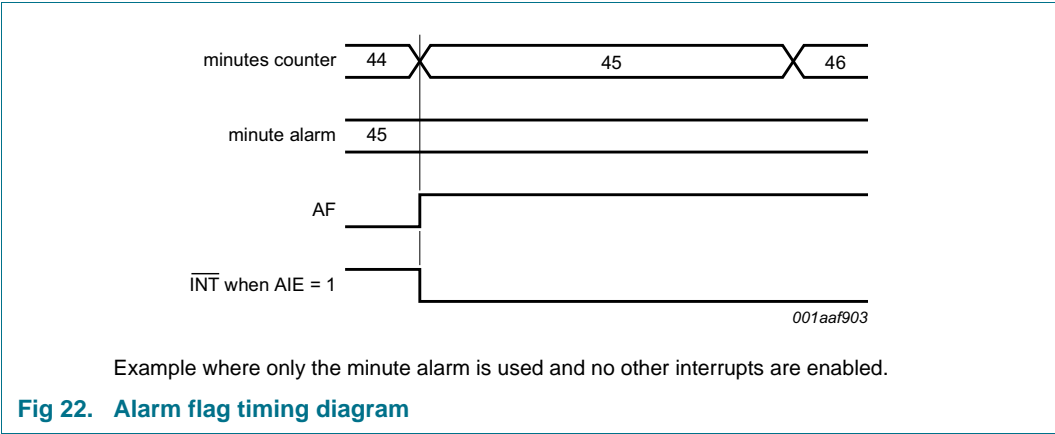 minutes counter 44 45 46
minute alarm 45
AF
INT when AIE = 1
001aaf903
Example where only the minute alarm is used and no other interrupts are enabled.
Fig 22. Alarm flag timing diagram